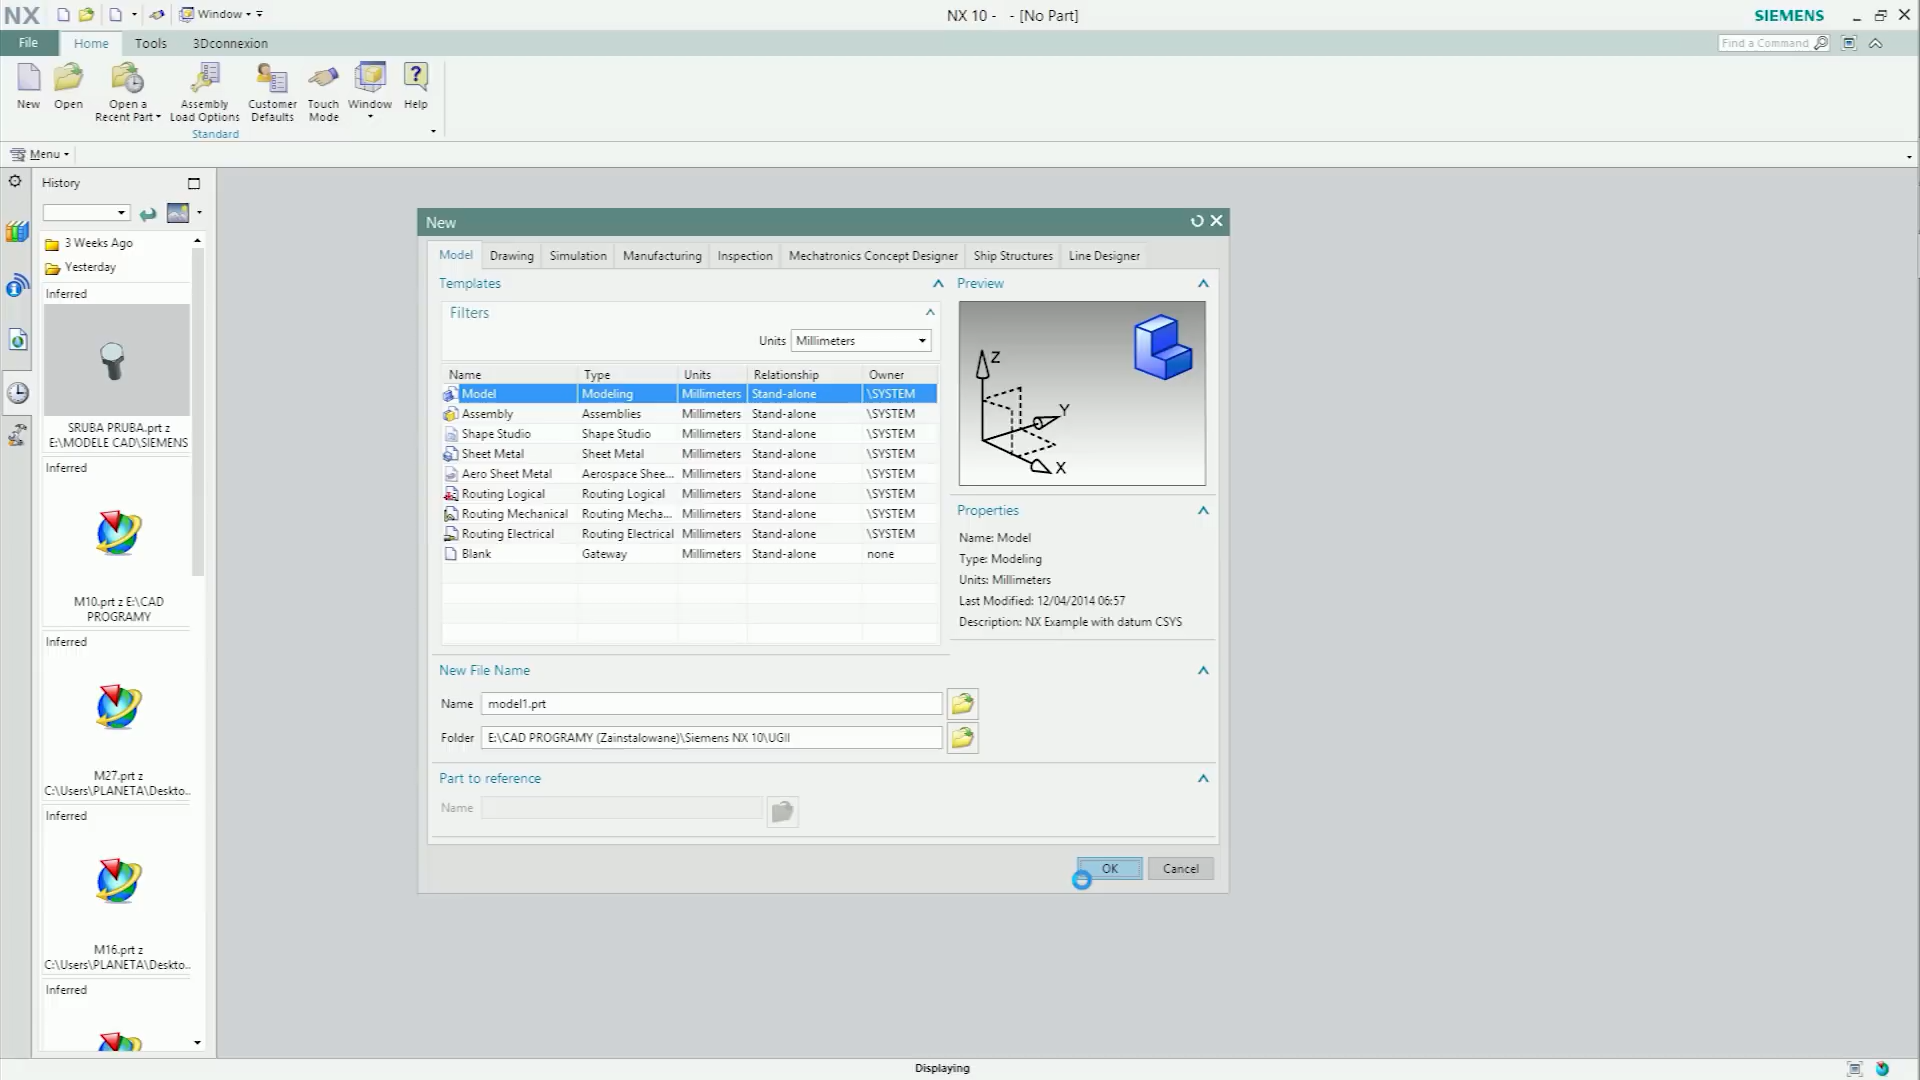 NX
Window
NX 10 - - [No Part]
SIEMENS
File
Home
Tools
3Dconnexion
Find a Command
New
Open
Open a
Recent Part
Assembly
Load Options
Customer
Defaults
Touch
Mode
Window
Help
Standard
Menu
History
3 Weeks Ago
Yesterday
Inferred
SRUBA PRUBA.prt z
E:\MODELE CAD\SIEMENS
Inferred
M10.prt z E:\CAD
PROGRAMY
Inferred
M27.prt z
C:\Users\PLANETA\Deskto...
Inferred
M16.prt z
C:\Users\PLANETA\Deskto...
Inferred
New
Model
Drawing
Simulation
Manufacturing
Inspection
Mechatronics Concept Designer
Ship Structures
Line Designer
Templates
Filters
Units Millimeters
Name Type Units Relationship Owner
Model Modeling Millimeters Stand-alone \SYSTEM
Assembly Assemblies Millimeters Stand-alone \SYSTEM
Shape Studio Shape Studio Millimeters Stand-alone \SYSTEM
Sheet Metal Sheet Metal Millimeters Stand-alone \SYSTEM
Aero Sheet Metal Aerospace Shee... Millimeters Stand-alone \SYSTEM
Routing Logical Routing Logical Millimeters Stand-alone \SYSTEM
Routing Mechanical Routing Mecha... Millimeters Stand-alone \SYSTEM
Routing Electrical Routing Electrical Millimeters Stand-alone \SYSTEM
Blank Gateway Millimeters Stand-alone none
Preview
Z
Y
X
Properties
Name: Model
Type: Modeling
Units: Millimeters
Last Modified: 12/04/2014 06:57
Description: NX Example with datum CSYS
New File Name
Name model1.prt
Folder E:\CAD PROGRAMY (Zainstalowane)\Siemens NX 10\UGII
Part to reference
Name
OK
Cancel
Displaying